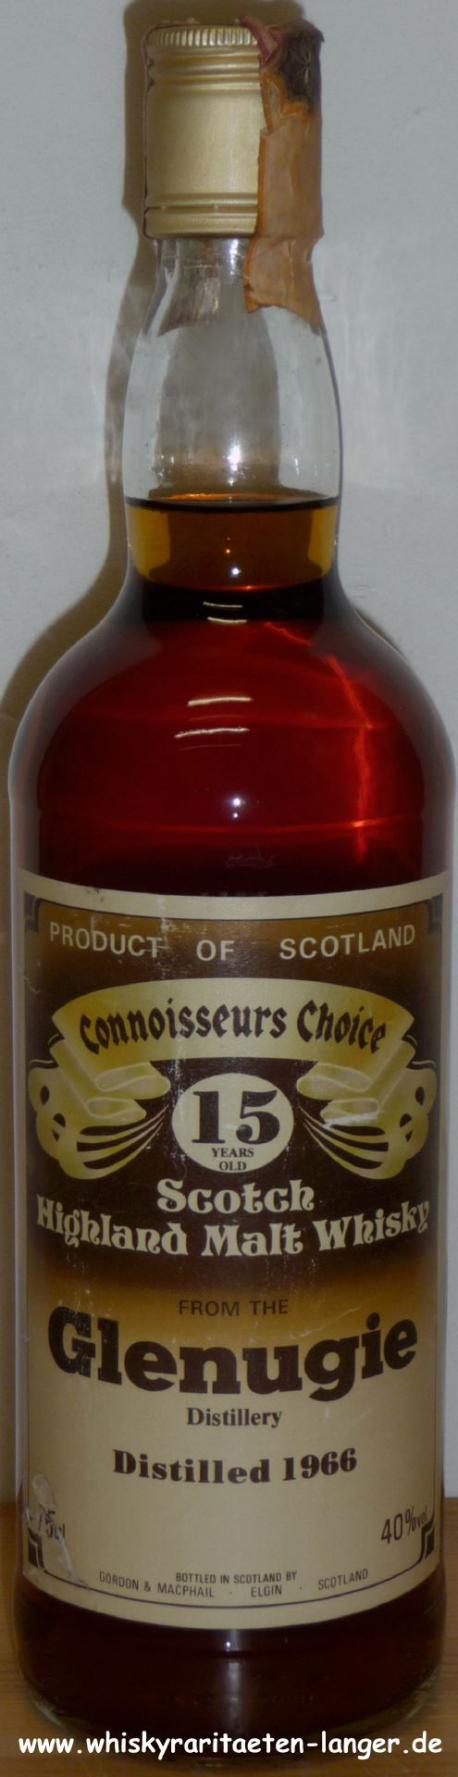 PRODUCT OF SCOTLAND
Connoisseurs Choice
15
YEARS
OLD
Scotch
Highland Malt Whisky
FROM THE
Glenugie
Distillery
Distilled 1966
75cl
40%vol
BOTTLED IN SCOTLAND BY
GORDON & MACPHAIL · ELGIN · SCOTLAND
www.whiskyraritaeten-langer.de